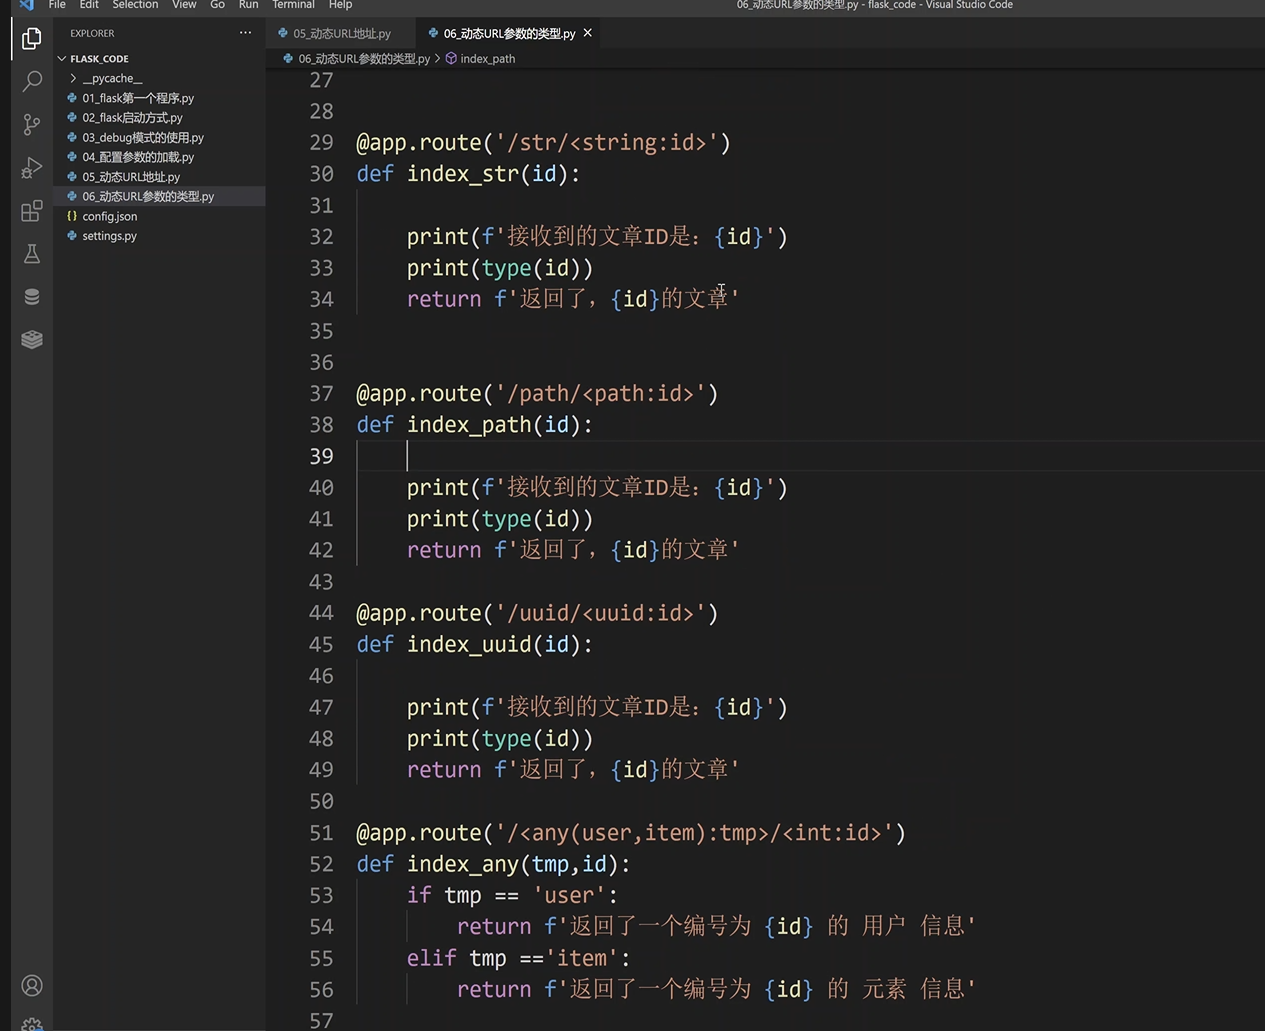 File Edit Selection View Go Run Terminal Help
06_动态URL参数的类型.py - flask_code - Visual Studio Code
EXPLORER ···
FLASK_CODE
__pycache__
01_flask第一个程序.py
02_flask启动方式.py
03_debug模式的使用.py
04_配置参数的加载.py
05_动态URL地址.py
06_动态URL参数的类型.py
{} config.json
settings.py
05_动态URL地址.py
06_动态URL参数的类型.py ×
06_动态URL参数的类型.py > index_path
27
28
29 @app.route('/str/<string:id>')
30 def index_str(id):
31
32     print(f'接收到的文章ID是：{id}')
33     print(type(id))
34     return f'返回了，{id}的文章'
35
36
37 @app.route('/path/<path:id>')
38 def index_path(id):
39
40     print(f'接收到的文章ID是：{id}')
41     print(type(id))
42     return f'返回了，{id}的文章'
43
44 @app.route('/uuid/<uuid:id>')
45 def index_uuid(id):
46
47     print(f'接收到的文章ID是：{id}')
48     print(type(id))
49     return f'返回了，{id}的文章'
50
51 @app.route('/<any(user,item):tmp>/<int:id>')
52 def index_any(tmp,id):
53     if tmp == 'user':
54         return f'返回了一个编号为 {id} 的 用户 信息'
55     elif tmp =='item':
56         return f'返回了一个编号为 {id} 的 元素 信息'
57